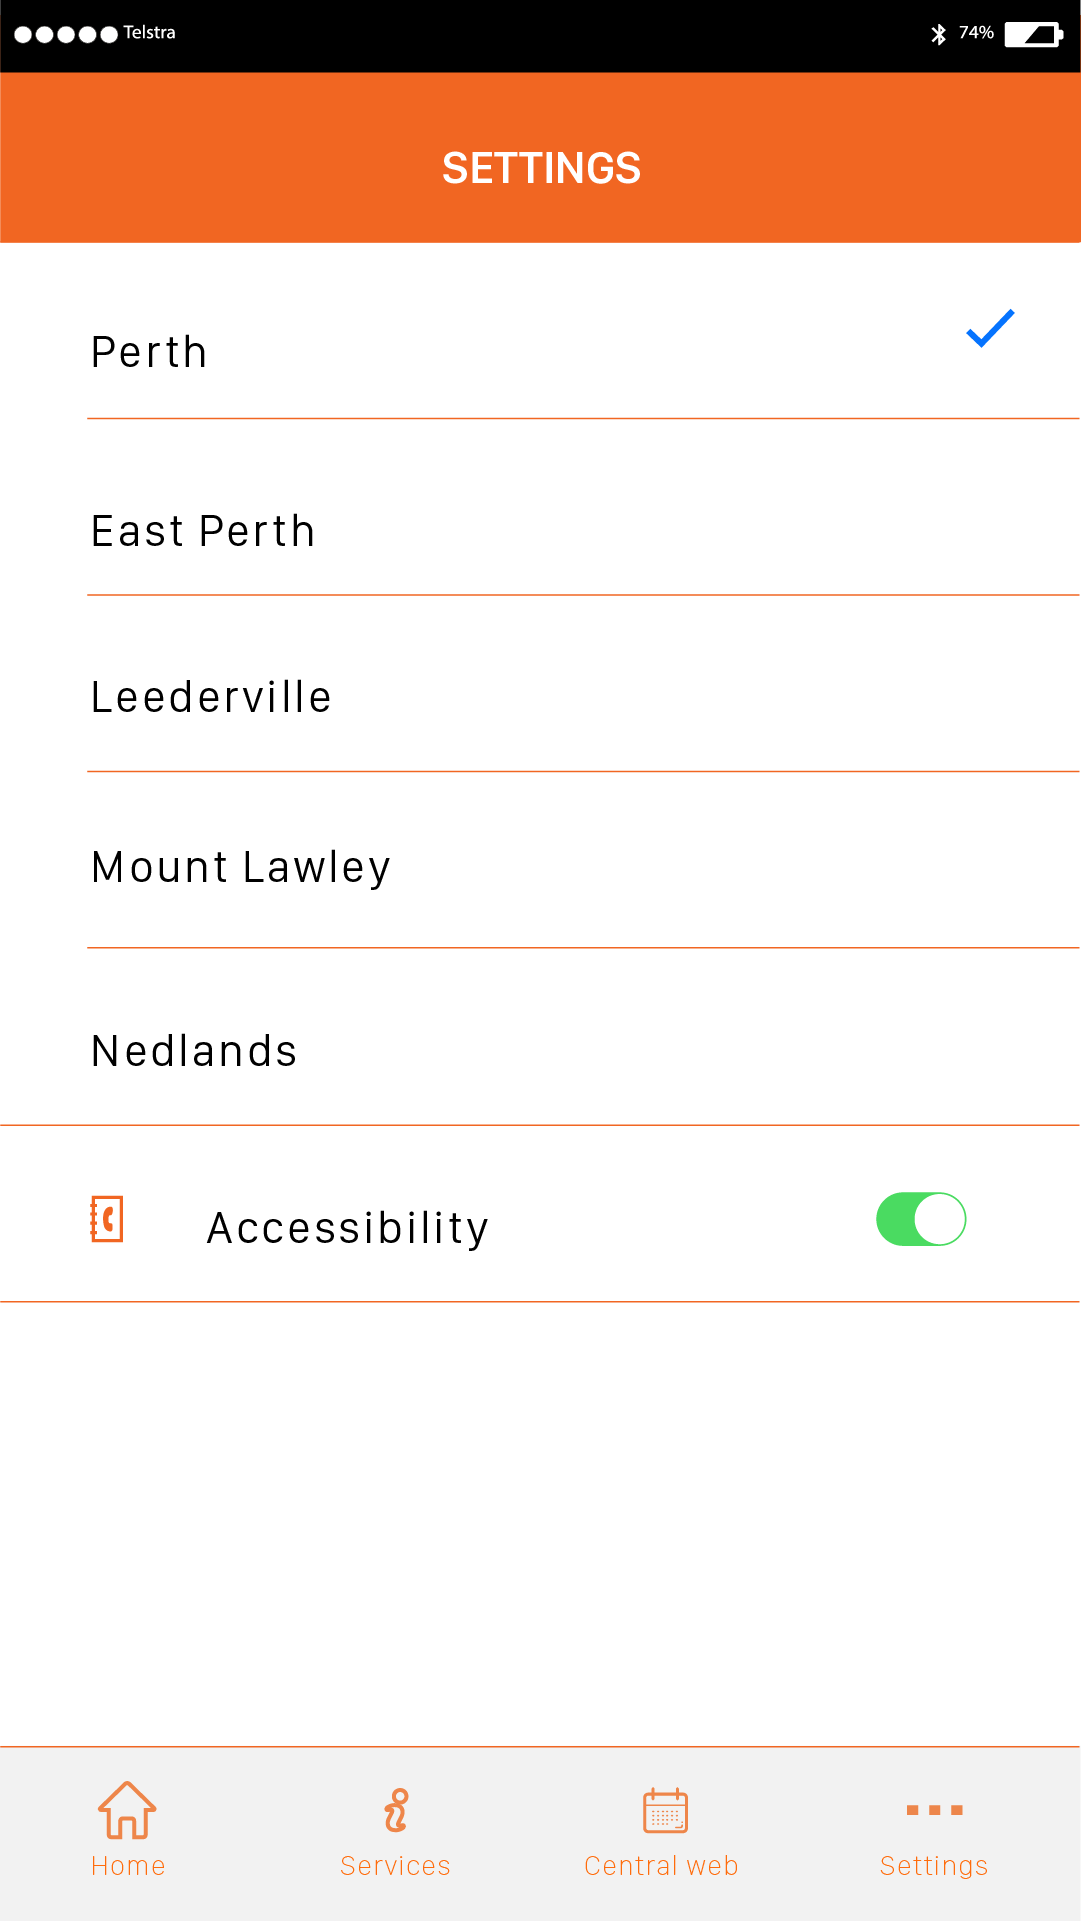 Telstra
74%
SETTINGS
Perth
East Perth
Leederville
Mount Lawley
Nedlands
Accessibility
Home
Services
Central web
Settings